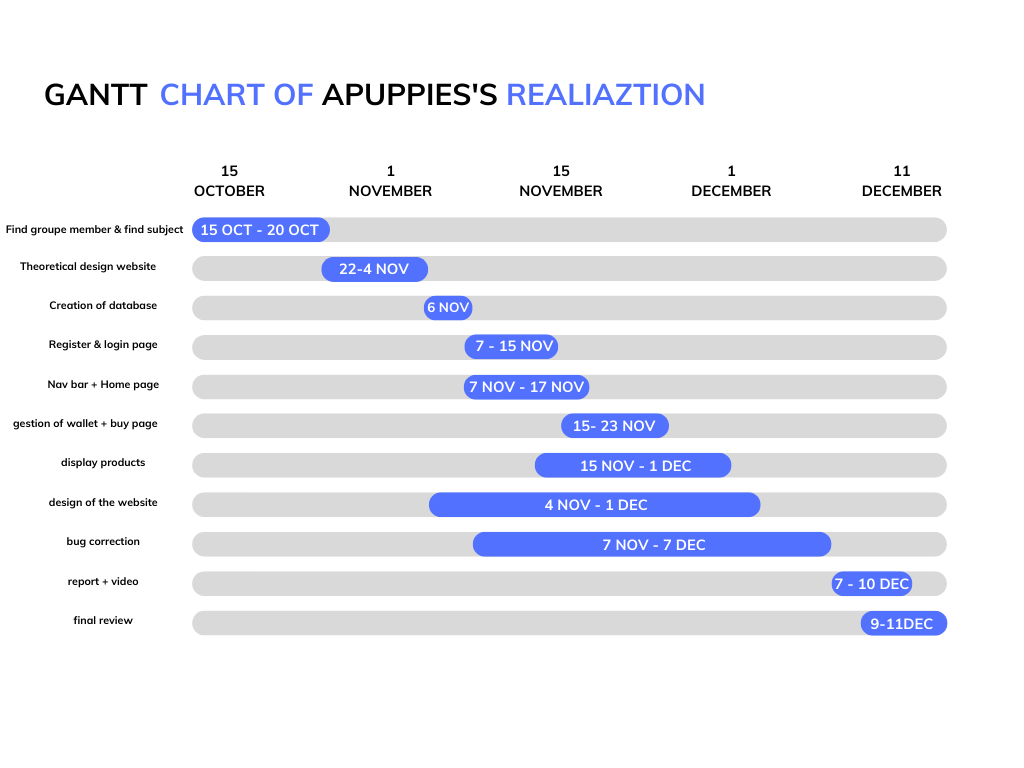 GANTT CHART OF APUPPIES'S REALIAZTION
15 OCTOBER
1 NOVEMBER
15 NOVEMBER
1 DECEMBER
11 DECEMBER
Find groupe member & find subject 15 OCT - 20 OCT
Theoretical design website 22-4 NOV
Creation of database 6 NOV
Register & login page 7 - 15 NOV
Nav bar + Home page 7 NOV - 17 NOV
gestion of wallet + buy page 15- 23 NOV
display products 15 NOV - 1 DEC
design of the website 4 NOV - 1 DEC
bug correction 7 NOV - 7 DEC
report + video 7 - 10 DEC
final review 9-11DEC